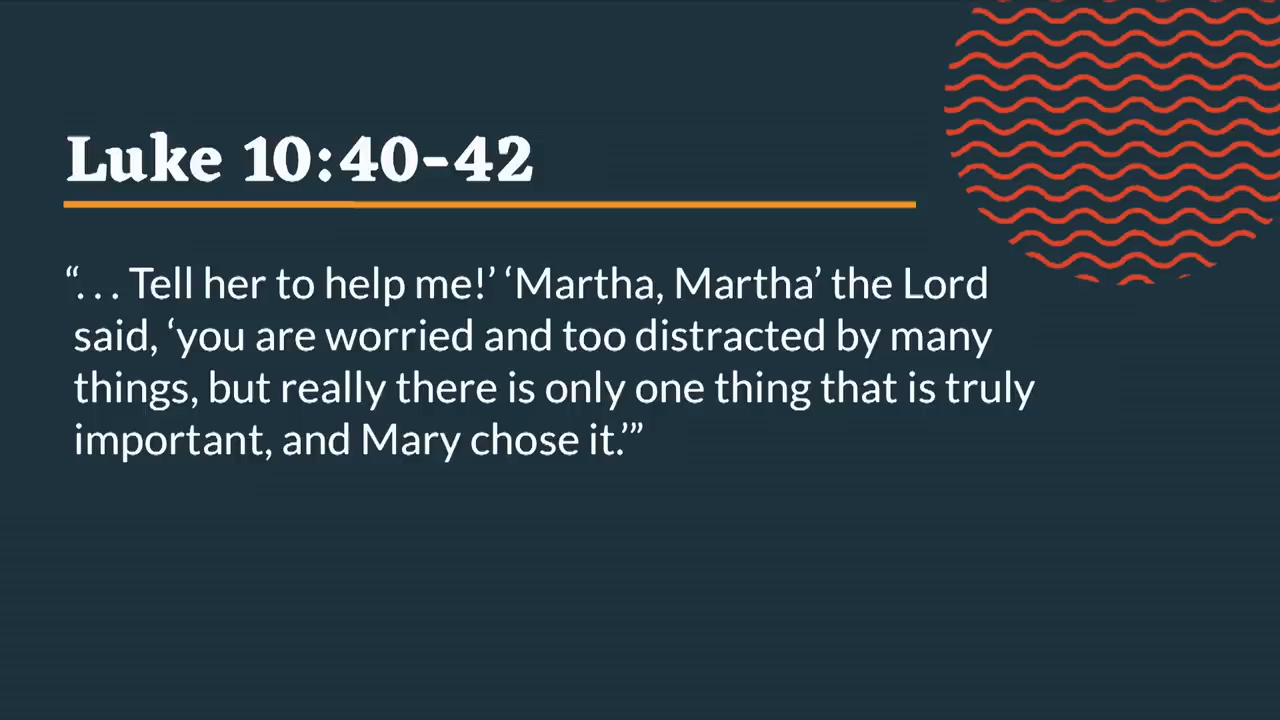 Luke 10:40-42
“. . . Tell her to help me!’ ‘Martha, Martha’ the Lord
said, ‘you are worried and too distracted by many
things, but really there is only one thing that is truly
important, and Mary chose it.’”